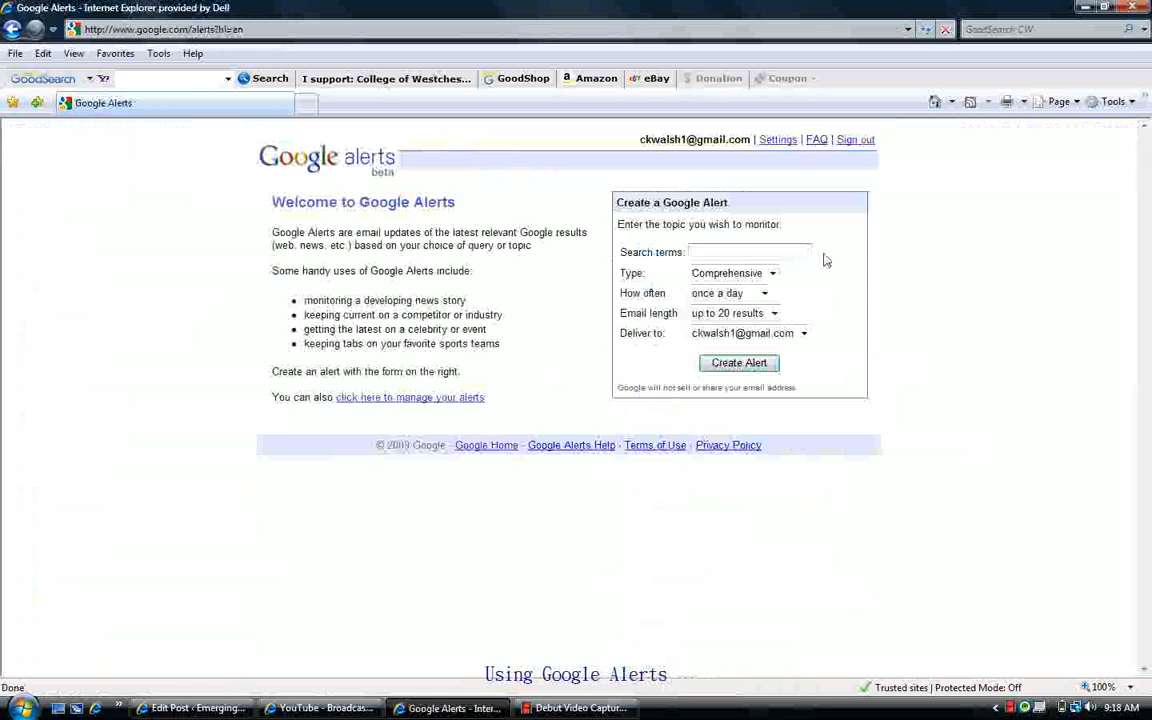 Google Alerts - Internet Explorer provided by Dell
http://www.google.com/alerts?hl=en
GoodSearch CW
File Edit View Favorites Tools Help
GoodSearch Y! Search I support: College of Westches... GoodShop Amazon eBay Donation Coupon
Google Alerts Page Tools
ckwalsh1@gmail.com | Settings | FAQ | Sign out
Google alerts
beta
Welcome to Google Alerts
Google Alerts are email updates of the latest relevant Google results
(web, news, etc.) based on your choice of query or topic
Some handy uses of Google Alerts include:
monitoring a developing news story
keeping current on a competitor or industry
getting the latest on a celebrity or event
keeping tabs on your favorite sports teams
Create an alert with the form on the right.
You can also click here to manage your alerts
Create a Google Alert
Enter the topic you wish to monitor.
Search terms:
Type: Comprehensive
How often once a day
Email length up to 20 results
Deliver to: ckwalsh1@gmail.com
Create Alert
Google will not sell or share your email address
© 2009 Google - Google Home - Google Alerts Help - Terms of Use - Privacy Policy
Using Google Alerts
Done Trusted sites | Protected Mode: Off 100%
Edit Post ‹ Emerging... YouTube - Broadcas... Google Alerts - Inte... Debut Video Captur... 9:18 AM